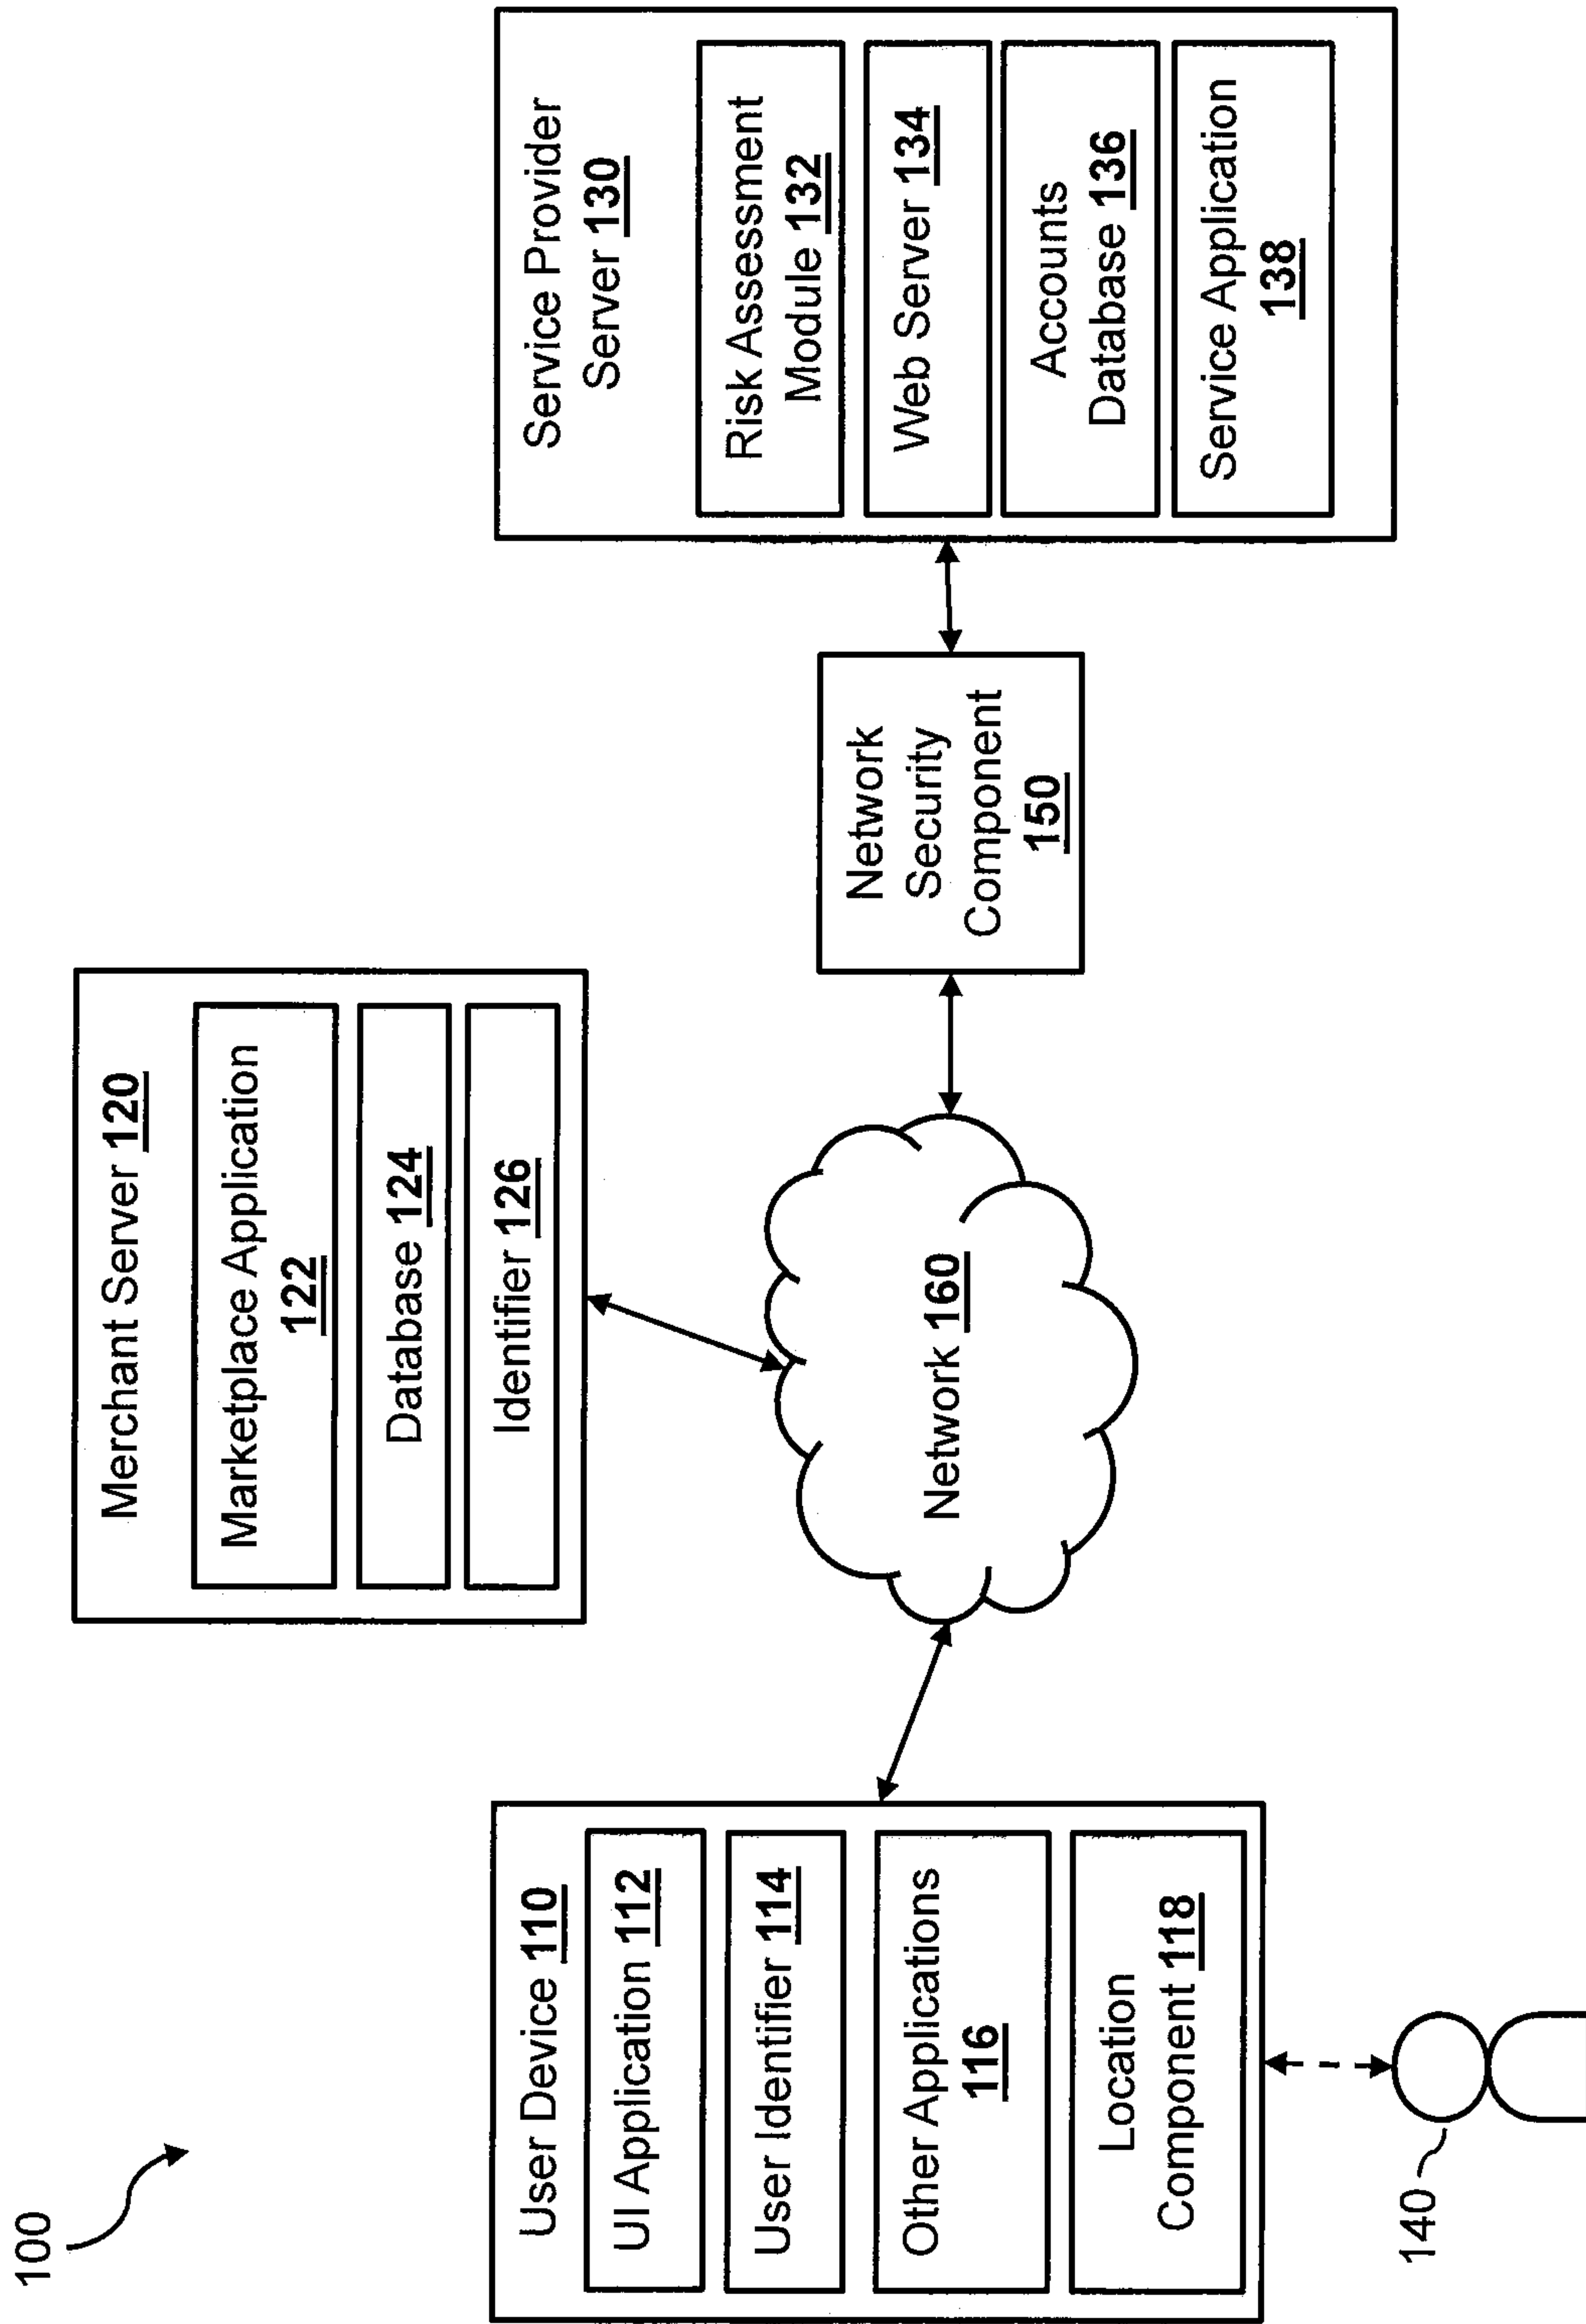 100
Merchant Server 120
Marketplace Application
122
Database 124
Identifier 126
User Device 110
UI Application 112
User Identifier 114
Other Applications
116
Location
Component 118
140
Network 160
Network
Security
Component
150
Service Provider
Server 130
Risk Assessment
Module 132
Web Server 134
Accounts
Database 136
Service Application
138